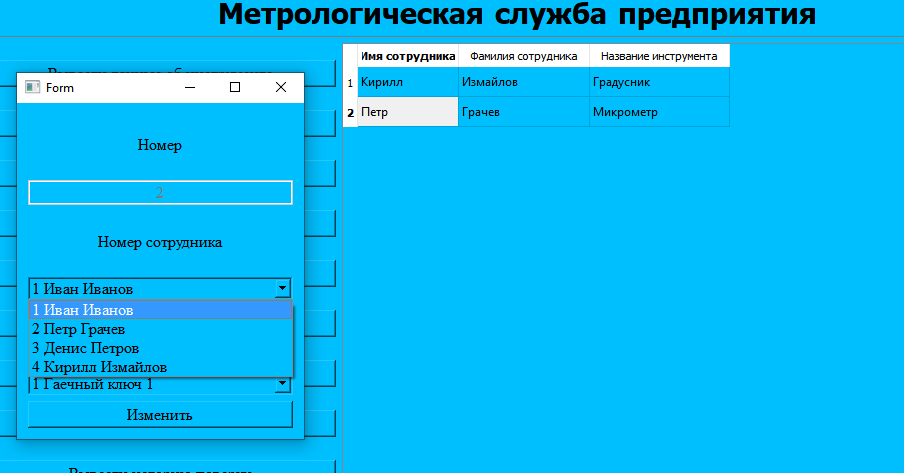 Метрологическая служба предприятия
Form
Номер
2
Номер сотрудника
1 Иван Иванов
1 Иван Иванов
2 Петр Грачев
3 Денис Петров
4 Кирилл Измайлов
1 Гаечный ключ 1
Изменить
Имя сотрудника Фамилия сотрудника Название инструмента
1 Кирилл Измайлов Градусник
2 Петр Грачев Микрометр